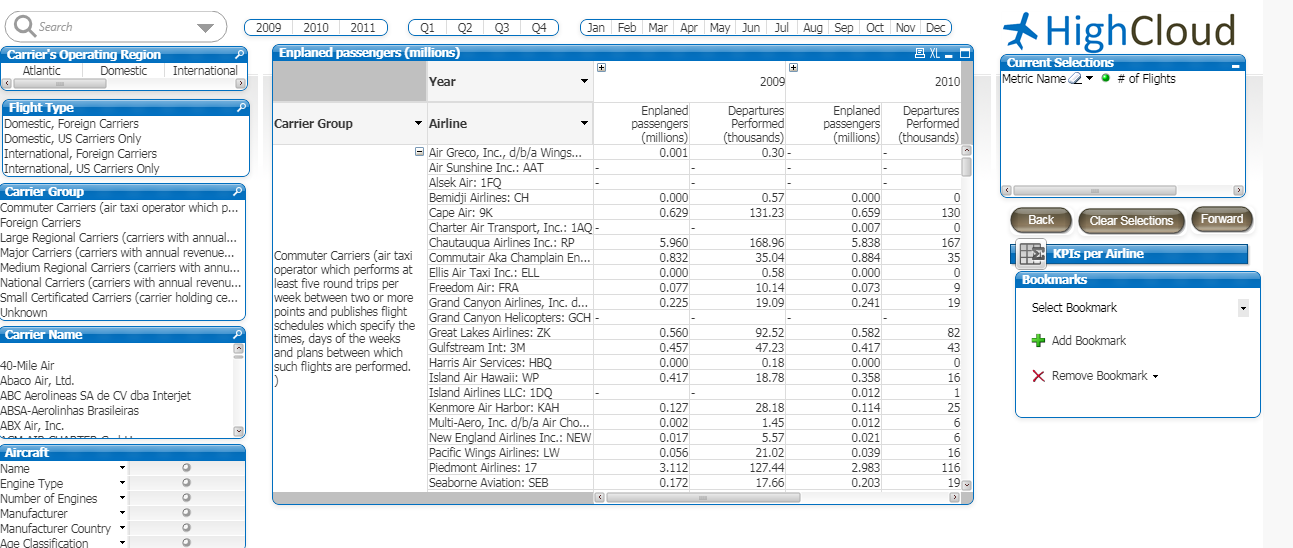 Search
2009 2010 2011
Q1 Q2 Q3 Q4
Jan Feb Mar Apr May Jun Jul Aug Sep Oct Nov Dec
HighCloud
Carrier's Operating Region
Atlantic Domestic International
Flight Type
Domestic, Foreign Carriers
Domestic, US Carriers Only
International, Foreign Carriers
International, US Carriers Only
Carrier Group
Commuter Carriers (air taxi operator which p...
Foreign Carriers
Large Regional Carriers (carriers with annual...
Major Carriers (carriers with annual revenue...
Medium Regional Carriers (carriers with annu...
National Carriers (carriers with annual revenu...
Small Certificated Carriers (carrier holding ce...
Unknown
Carrier Name
40-Mile Air
Abaco Air, Ltd.
ABC Aerolineas SA de CV dba Interjet
ABSA-Aerolinhas Brasileiras
ABX Air, Inc.
Aircraft
Name
Engine Type
Number of Engines
Manufacturer
Manufacturer Country
Age Classification
Enplaned passengers (millions)
XL
Year 2009 2010
Carrier Group Airline
Enplaned passengers (millions)
Departures Performed (thousands)
Enplaned passengers (millions)
Departures Performed (thousands)
Commuter Carriers (air taxi
operator which performs at
least five round trips per
week between two or more
points and publishes flight
schedules which specify the
times, days of the weeks
and plans between which
such flights are performed.
)
Air Greco, Inc., d/b/a Wings... 0.001 0.30 - -
Air Sunshine Inc.: AAT - - - -
Alsek Air: 1FQ - - - -
Bemidji Airlines: CH 0.000 0.57 0.000 0
Cape Air: 9K 0.629 131.23 0.659 130
Charter Air Transport, Inc.: 1AQ - - 0.007 0
Chautauqua Airlines Inc.: RP 5.960 168.96 5.838 167
Commutair Aka Champlain En... 0.832 35.04 0.884 35
Ellis Air Taxi Inc.: ELL 0.000 0.58 0.000 0
Freedom Air: FRA 0.077 10.14 0.073 9
Grand Canyon Airlines, Inc. d... 0.225 19.09 0.241 19
Grand Canyon Helicopters: GCH - - - -
Great Lakes Airlines: ZK 0.560 92.52 0.582 82
Gulfstream Int: 3M 0.457 47.23 0.417 43
Harris Air Services: HBQ 0.000 0.18 0.000 0
Island Air Hawaii: WP 0.417 18.78 0.358 16
Island Airlines LLC: 1DQ - - 0.012 1
Kenmore Air Harbor: KAH 0.127 28.18 0.114 25
Multi-Aero, Inc. d/b/a Air Cho... 0.002 1.45 0.012 6
New England Airlines Inc.: NEW 0.017 5.57 0.021 6
Pacific Wings Airlines: LW 0.056 21.02 0.039 16
Piedmont Airlines: 17 3.112 127.44 2.983 116
Seaborne Aviation: SEB 0.172 17.66 0.203 19
Current Selections
Metric Name # of Flights
Back Clear Selections Forward
KPIs per Airline
Bookmarks
Select Bookmark
Add Bookmark
Remove Bookmark